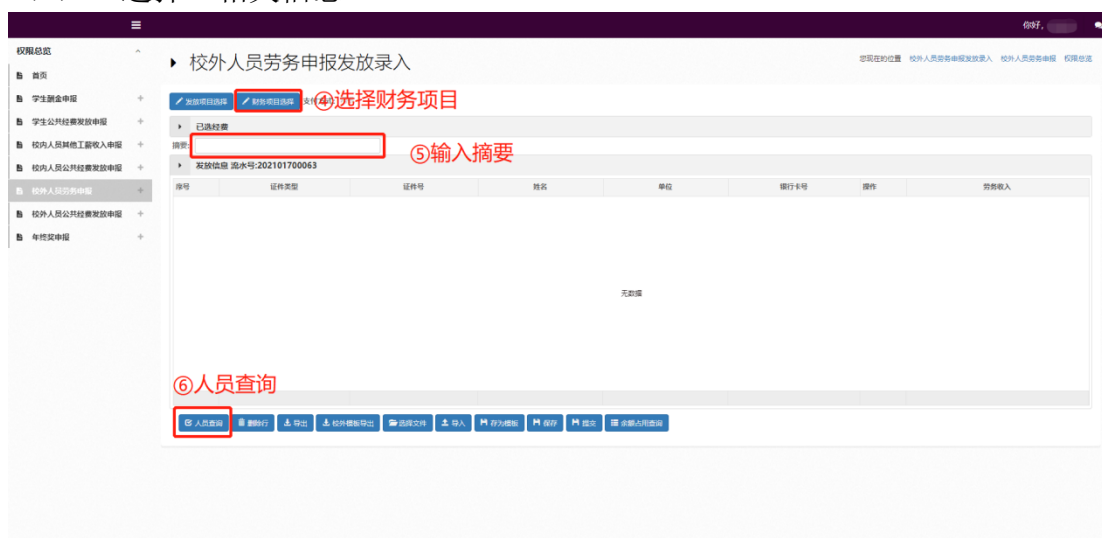 你好，
权限总览
首页
学生酬金申报
学生公共经费发放申报
校内人员其他工薪收入申报
校内人员公共经费发放申报
校外人员劳务申报
校外人员公共经费发放申报
年终奖申报
校外人员劳务申报发放录入
您现在的位置 校外人员劳务申报发放录入 校外人员劳务申报 权限总览
发放项目选择 财务项目选择 ④选择财务项目
已选经费
摘要:
⑤输入摘要
发放信息 流水号:202101700063
序号 证件类型 证件号 姓名 单位 银行卡号 操作 劳务收入
无数据
⑥人员查询
人员查询 删除行 导出 校外模板导出 选择文件 导入 存为模板 保存 提交 余额占用查询